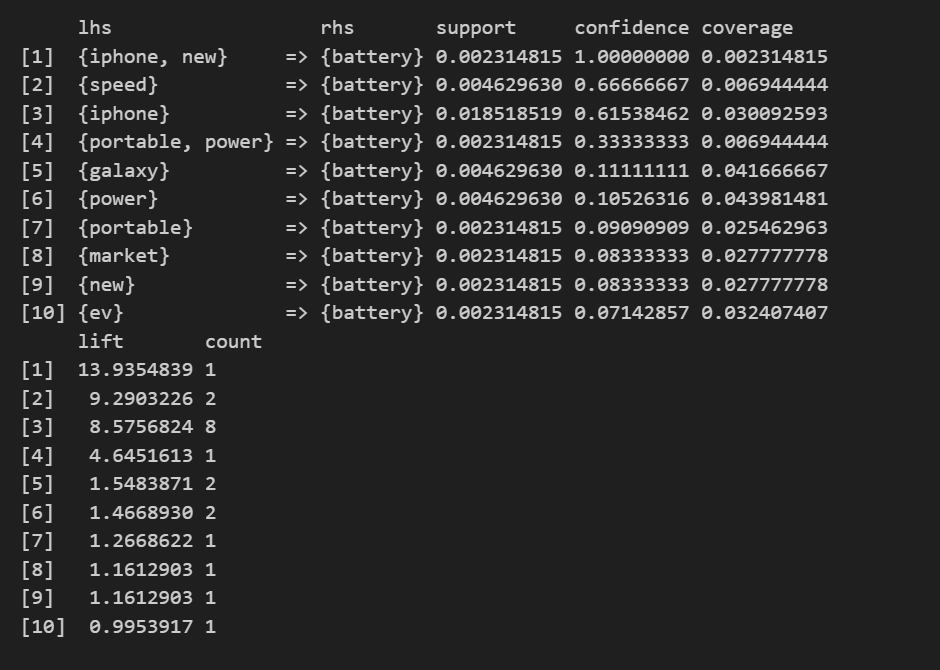 lhs                  rhs       support     confidence coverage
[1]  {iphone, new}     => {battery} 0.002314815 1.00000000 0.002314815
[2]  {speed}           => {battery} 0.004629630 0.66666667 0.006944444
[3]  {iphone}          => {battery} 0.018518519 0.61538462 0.030092593
[4]  {portable, power} => {battery} 0.002314815 0.33333333 0.006944444
[5]  {galaxy}          => {battery} 0.004629630 0.11111111 0.041666667
[6]  {power}           => {battery} 0.004629630 0.10526316 0.043981481
[7]  {portable}        => {battery} 0.002314815 0.09090909 0.025462963
[8]  {market}          => {battery} 0.002314815 0.08333333 0.027777778
[9]  {new}             => {battery} 0.002314815 0.08333333 0.027777778
[10] {ev}              => {battery} 0.002314815 0.07142857 0.032407407
     lift       count
[1]  13.9354839 1
[2]   9.2903226 2
[3]   8.5756824 8
[4]   4.6451613 1
[5]   1.5483871 2
[6]   1.4668930 2
[7]   1.2668622 1
[8]   1.1612903 1
[9]   1.1612903 1
[10]  0.9953917 1